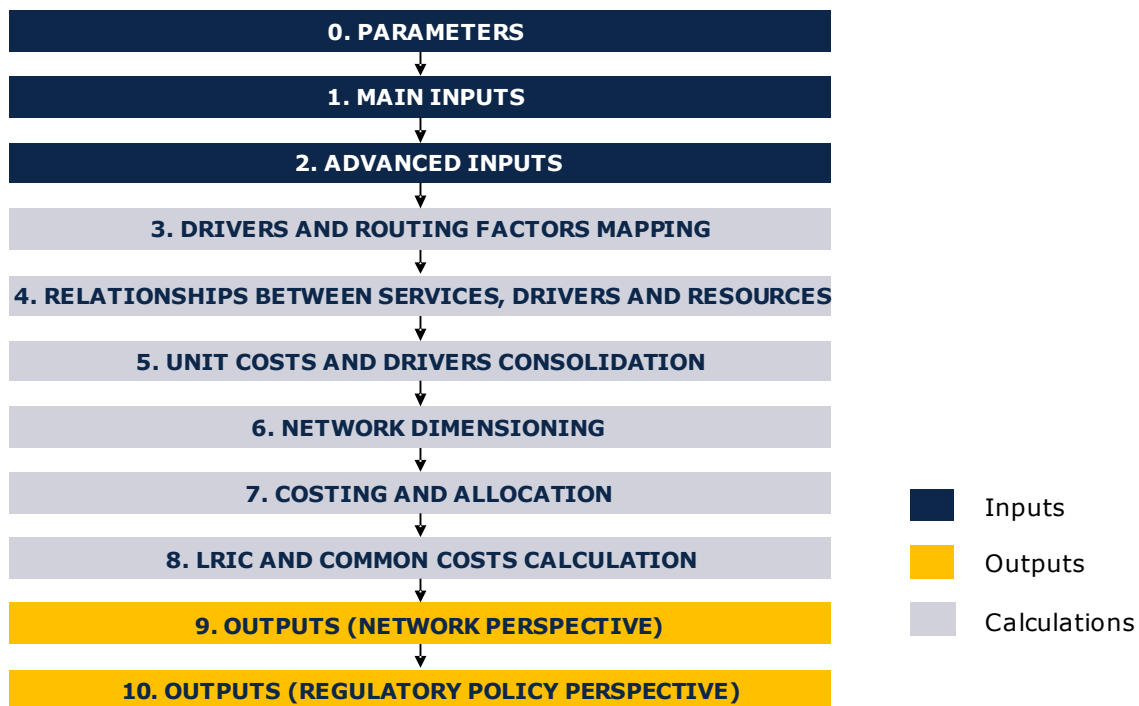 0. PARAMETERS
1. MAIN INPUTS
2. ADVANCED INPUTS
3. DRIVERS AND ROUTING FACTORS MAPPING
4. RELATIONSHIPS BETWEEN SERVICES, DRIVERS AND RESOURCES
5. UNIT COSTS AND DRIVERS CONSOLIDATION
6. NETWORK DIMENSIONING
7. COSTING AND ALLOCATION
8. LRIC AND COMMON COSTS CALCULATION
9. OUTPUTS (NETWORK PERSPECTIVE)
10. OUTPUTS (REGULATORY POLICY PERSPECTIVE)
Inputs
Outputs
Calculations